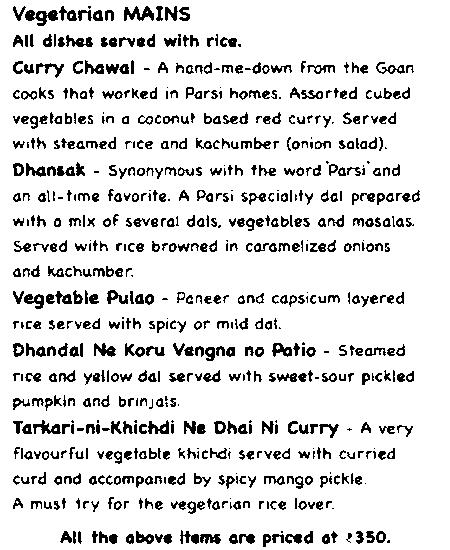 Vegetarian MAINS
All dishes served with rice.
Curry Chawal - A hand-me-down from the Goan
cooks that worked in Parsi homes. Assorted cubed
vegetables in a coconut based red curry. Served
with steamed rice and kachumber (onion salad).
Dhansak - Synonymous with the word 'Parsi' and
an all-time favorite. A Parsi speciality dal prepared
with a mix of several dals, vegetables and masalas.
Served with rice browned in caramelized onions
and kachumber.
Vegetable Pulao - Paneer and capsicum layered
rice served with spicy or mild dal.
Dhandal Ne Koru Vengna no Patio - Steamed
rice and yellow dal served with sweet-sour pickled
pumpkin and brinjals.
Tarkari-ni-Khichdi Ne Dhai Ni Curry - A very
flavourful vegetable khichdi served with curried
curd and accompanied by spicy mango pickle.
A must try for the vegetarian rice lover.
All the above items are priced at ₹350.